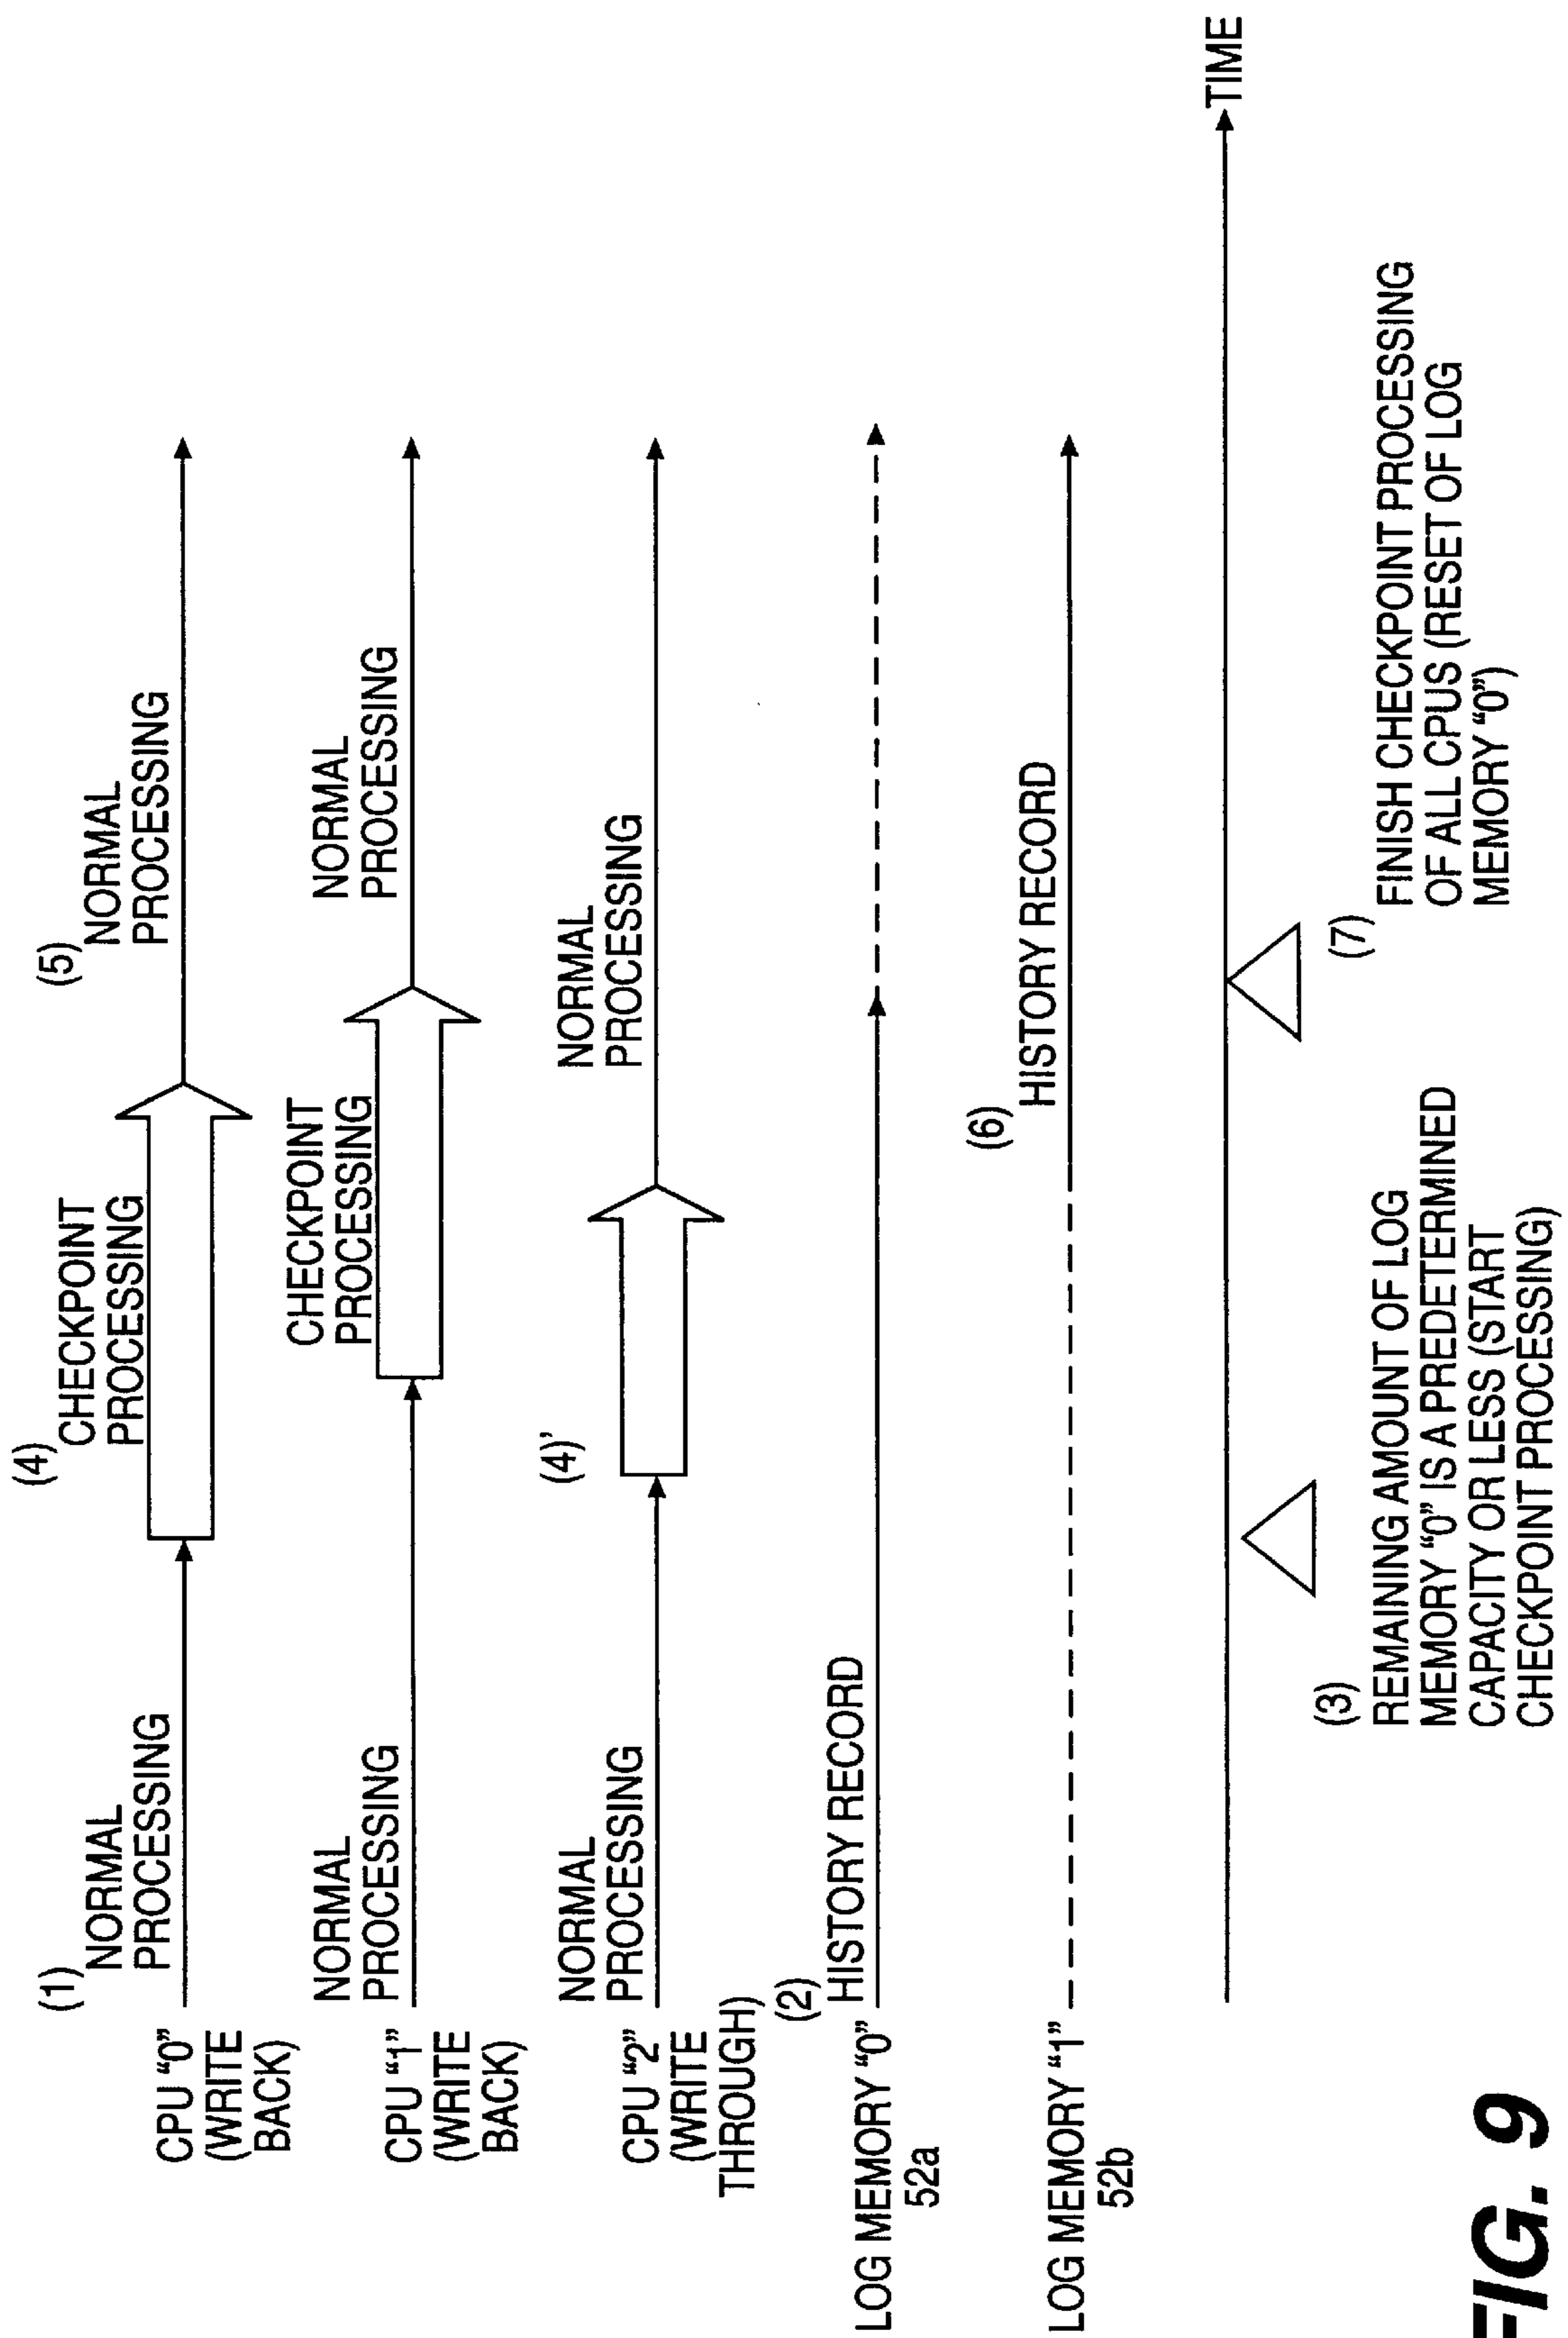 (1)
NORMAL
PROCESSING
(4)
CHECKPOINT
PROCESSING
(5)
NORMAL
PROCESSING
CPU “0”
(WRITE
BACK)
NORMAL
PROCESSING
CHECKPOINT
PROCESSING
NORMAL
PROCESSING
CPU “1”
(WRITE
BACK)
NORMAL
PROCESSING
(4)’
NORMAL
PROCESSING
CPU “2”
(WRITE
THROUGH)
(2)
HISTORY RECORD
LOG MEMORY “0”
52a
(6)
HISTORY RECORD
LOG MEMORY “1”
52b
TIME
(3)
REMAINING AMOUNT OF LOG
MEMORY “0” IS A PREDETERMINED
CAPACITY OR LESS (START
CHECKPOINT PROCESSING)
(7)
FINISH CHECKPOINT PROCESSING
OF ALL CPUS (RESET OF LOG
MEMORY “0”)
FIG. 9